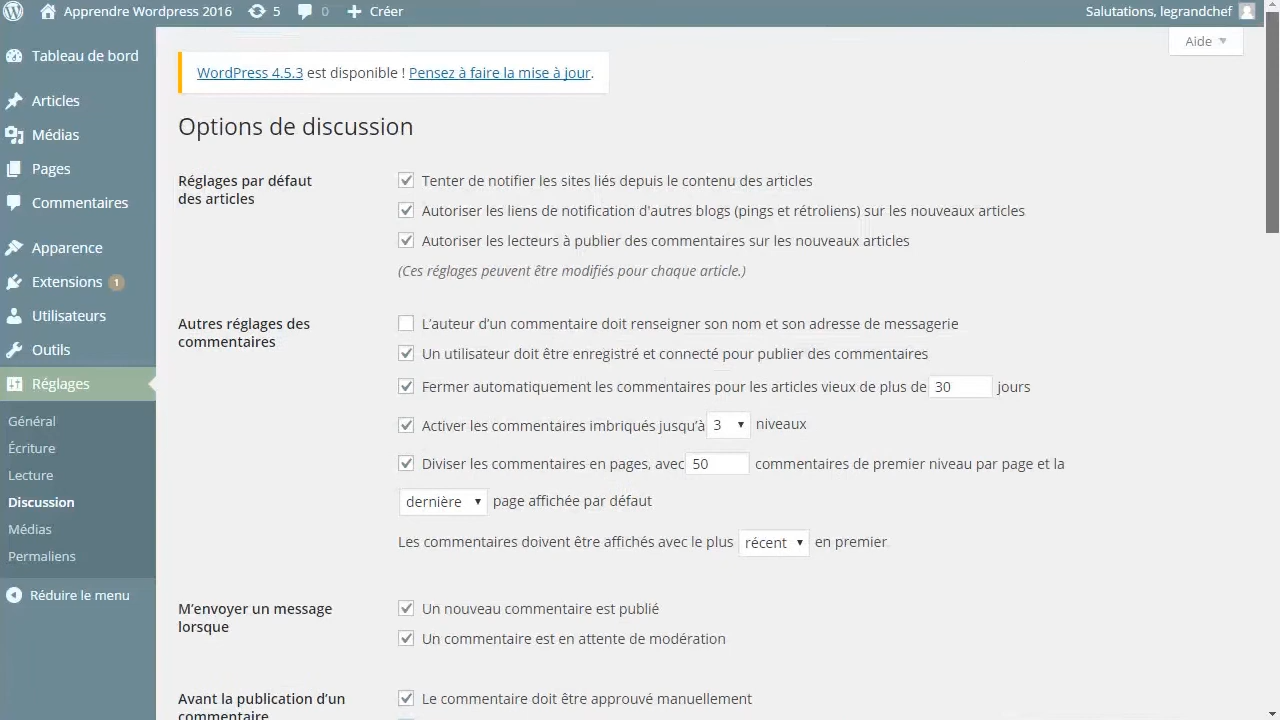 Apprendre Wordpress 2016 5 0 Créer Salutations, legrandchef
Aide
Tableau de bord
Articles
Médias
Pages
Commentaires
Apparence
Extensions 1
Utilisateurs
Outils
Réglages
Général
Écriture
Lecture
Discussion
Médias
Permaliens
Réduire le menu
WordPress 4.5.3 est disponible ! Pensez à faire la mise à jour.
Options de discussion
Réglages par défaut
des articles
Tenter de notifier les sites liés depuis le contenu des articles
Autoriser les liens de notification d'autres blogs (pings et rétroliens) sur les nouveaux articles
Autoriser les lecteurs à publier des commentaires sur les nouveaux articles
(Ces réglages peuvent être modifiés pour chaque article.)
Autres réglages des
commentaires
L’auteur d’un commentaire doit renseigner son nom et son adresse de messagerie
Un utilisateur doit être enregistré et connecté pour publier des commentaires
Fermer automatiquement les commentaires pour les articles vieux de plus de 30 jours
Activer les commentaires imbriqués jusqu’à 3 niveaux
Diviser les commentaires en pages, avec 50 commentaires de premier niveau par page et la
dernière page affichée par défaut
Les commentaires doivent être affichés avec le plus récent en premier
M’envoyer un message
lorsque
Un nouveau commentaire est publié
Un commentaire est en attente de modération
Avant la publication d’un
commentaire
Le commentaire doit être approuvé manuellement